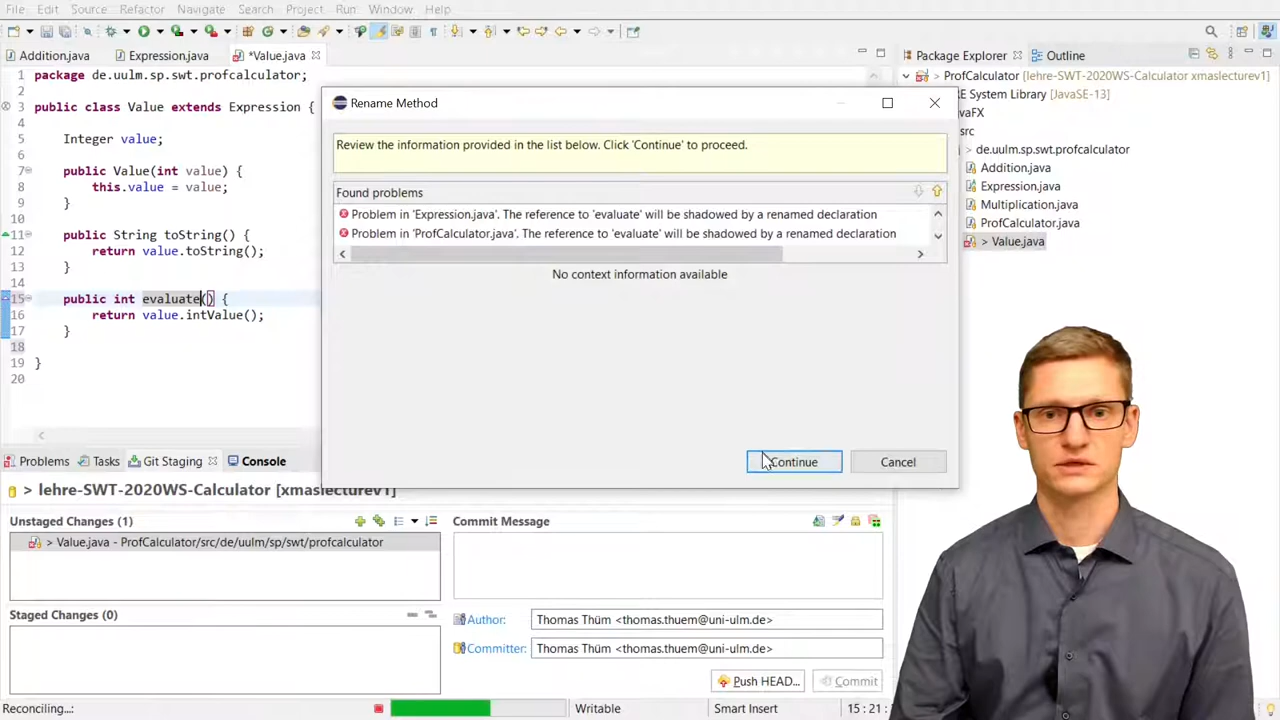 File Edit Source Refactor Navigate Search Project Run Window Help
Addition.java Expression.java *Value.java
1 package de.uulm.sp.swt.profcalculator;
2
3 public class Value extends Expression {
4
5 Integer value;
6
7 public Value(int value) {
8 this.value = value;
9 }
10
11 public String toString() {
12 return value.toString();
13 }
14
15 public int evaluate() {
16 return value.intValue();
17 }
18
19 }
20
Rename Method
Review the information provided in the list below. Click 'Continue' to proceed.
Found problems
Problem in 'Expression.java'. The reference to 'evaluate' will be shadowed by a renamed declaration
Problem in 'ProfCalculator.java'. The reference to 'evaluate' will be shadowed by a renamed declaration
No context information available
Continue Cancel
Package Explorer Outline
ProfCalculator [lehre-SWT-2020WS-Calculator xmaslecturev1]
E System Library [JavaSE-13]
vaFX
src
de.uulm.sp.swt.profcalculator
Addition.java
Expression.java
Multiplication.java
ProfCalculator.java
> Value.java
Problems Tasks Git Staging Console
> lehre-SWT-2020WS-Calculator [xmaslecturev1]
Unstaged Changes (1)
> Value.java - ProfCalculator/src/de/uulm/sp/swt/profcalculator
Staged Changes (0)
Commit Message
Author: Thomas Thüm <thomas.thuem@uni-ulm.de>
Committer: Thomas Thüm <thomas.thuem@uni-ulm.de>
Push HEAD... Commit
Reconciling...: Writable Smart Insert 15 : 21 :